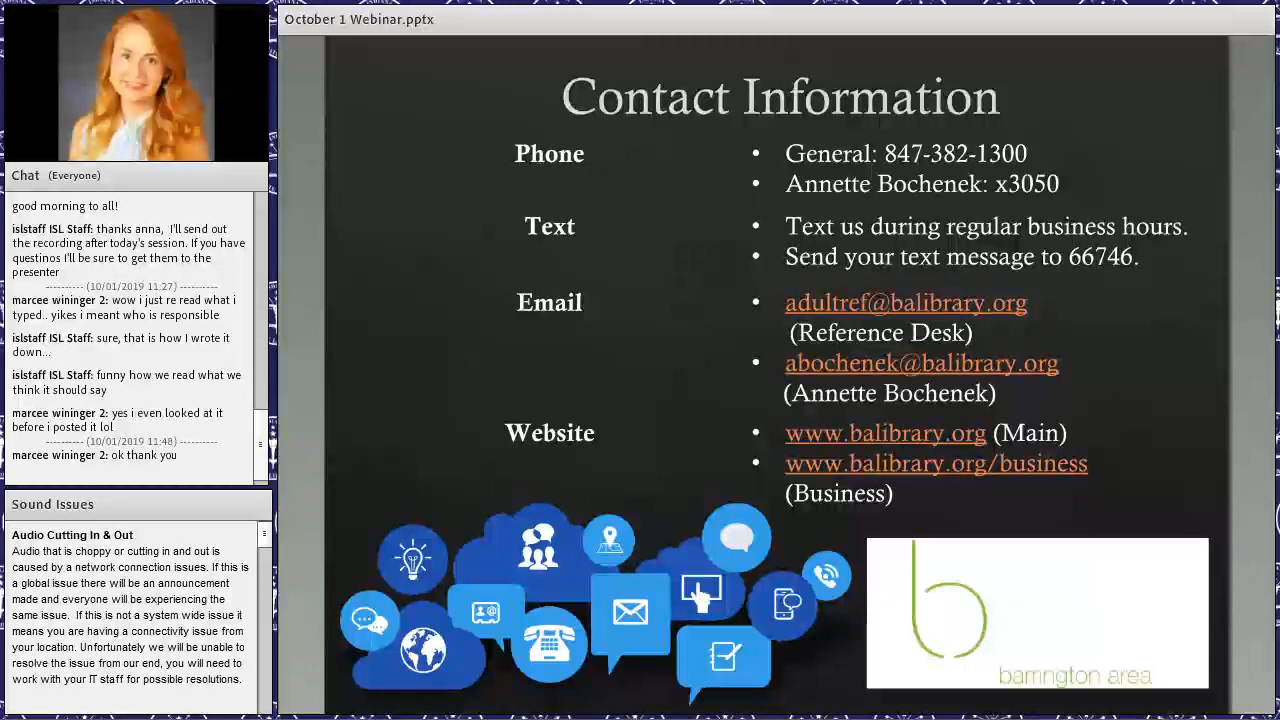 October 1 Webinar.pptx
Chat (Everyone)
good morning to all!
islstaff ISL Staff: thanks anna, I'll send out
the recording after today's session. If you have
questinos I'll be sure to get them to the
presenter
---------- (10/01/2019 11:27) ----------
marcee wininger 2: wow i just re read what i
typed.. yikes i meant who is responsible
islstaff ISL Staff: sure, that is how I wrote it
down...
islstaff ISL Staff: funny how we read what we
think it should say
marcee wininger 2: yes i even looked at it
before i posted it lol
---------- (10/01/2019 11:48) ----------
marcee wininger 2: ok thank you
Sound Issues
Audio Cutting In & Out
Audio that is choppy or cutting in and out is
caused by a network connection issues. If this is
a global issue there will be an announcement
made and everyone will be experiencing the
same issue. If this is not a system wide issue it
means you are having a connectivity issue from
your location. Unfortunately we will be unable to
resolve the issue from our end, you will need to
work with your IT staff for possible resolutions.
Contact Information
Phone
• General: 847-382-1300
• Annette Bochenek: x3050
Text
• Text us during regular business hours.
• Send your text message to 66746.
Email
• adultref@balibrary.org
(Reference Desk)
• abochenek@balibrary.org
(Annette Bochenek)
Website
• www.balibrary.org (Main)
• www.balibrary.org/business
(Business)
b
barrington area